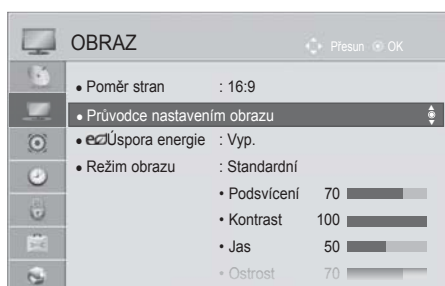 OBRAZ
Přesun OK
• Poměr stran : 16:9
• Průvodce nastavením obrazu
• eco Úspora energie : Vyp.
• Režim obrazu : Standardní
• Podsvícení 70
• Kontrast 100
• Jas 50
• Ostrost 70